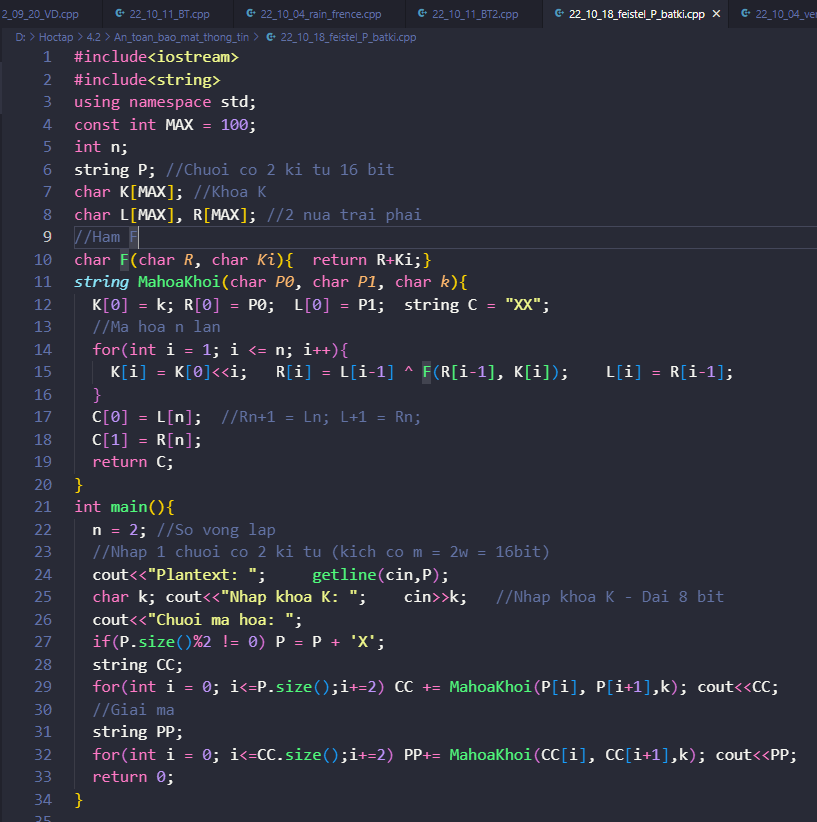 2_09_20_VD.cpp 22_10_11_BT.cpp 22_10_04_rain_frence.cpp 22_10_11_BT2.cpp 22_10_18_feistel_P_batki.cpp × 22_10_04_ver
D: > Hoctap > 4.2 > An_toan_bao_mat_thong_tin > 22_10_18_feistel_P_batki.cpp
1 #include<iostream>
2 #include<string>
3 using namespace std;
4 const int MAX = 100;
5 int n;
6 string P; //Chuoi co 2 ki tu 16 bit
7 char K[MAX]; //Khoa K
8 char L[MAX], R[MAX]; //2 nua trai phai
9 //Ham F
10 char F(char R, char Ki){  return R+Ki;}
11 string MahoaKhoi(char P0, char P1, char k){
12   K[0] = k; R[0] = P0;  L[0] = P1;  string C = "XX";
13   //Ma hoa n lan
14   for(int i = 1; i <= n; i++){
15     K[i] = K[0]<<i;   R[i] = L[i-1] ^ F(R[i-1], K[i]);    L[i] = R[i-1];
16   }
17   C[0] = L[n];  //Rn+1 = Ln; L+1 = Rn;
18   C[1] = R[n];
19   return C;
20 }
21 int main(){
22   n = 2; //So vong lap
23   //Nhap 1 chuoi co 2 ki tu (kich co m = 2w = 16bit)
24   cout<<"Plantext: ";     getline(cin,P);
25   char k; cout<<"Nhap khoa K: ";    cin>>k;   //Nhap khoa K - Dai 8 bit
26   cout<<"Chuoi ma hoa: ";
27   if(P.size()%2 != 0) P = P + 'X';
28   string CC;
29   for(int i = 0; i<=P.size();i+=2) CC += MahoaKhoi(P[i], P[i+1],k); cout<<CC;
30   //Giai ma
31   string PP;
32   for(int i = 0; i<=CC.size();i+=2) PP+= MahoaKhoi(CC[i], CC[i+1],k); cout<<PP;
33   return 0;
34 }
35